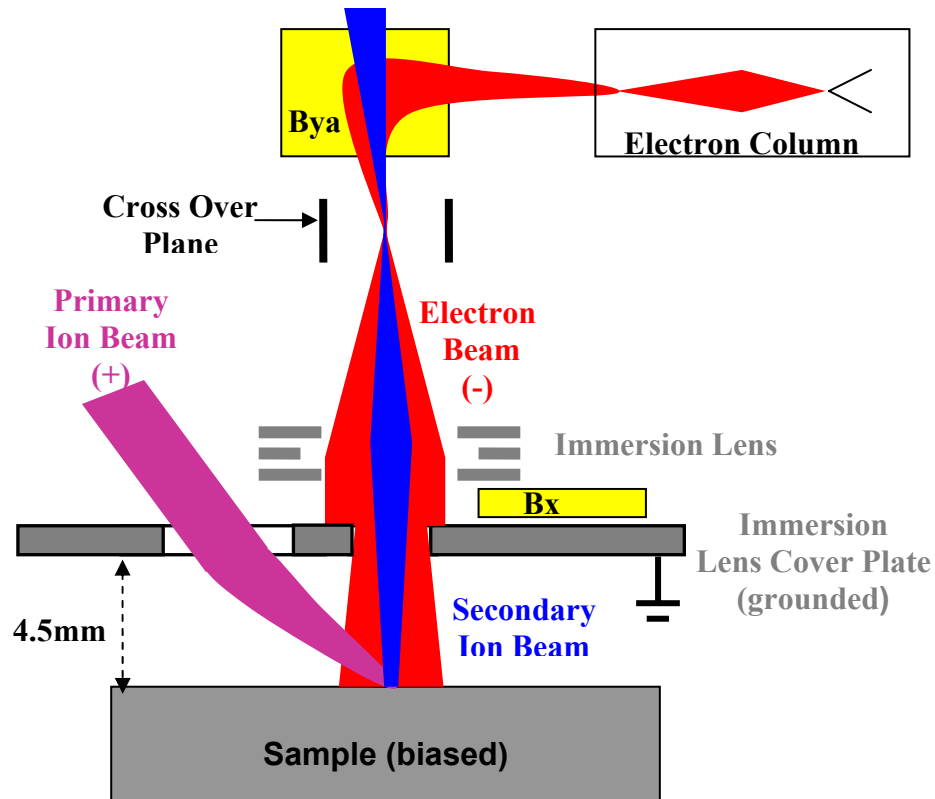 Bya
Electron Column
Cross Over
Plane
Primary
Ion Beam
(+)
Electron
Beam
(-)
Immersion Lens
Bx
Immersion
Lens Cover Plate
(grounded)
4.5mm
Secondary
Ion Beam
Sample (biased)